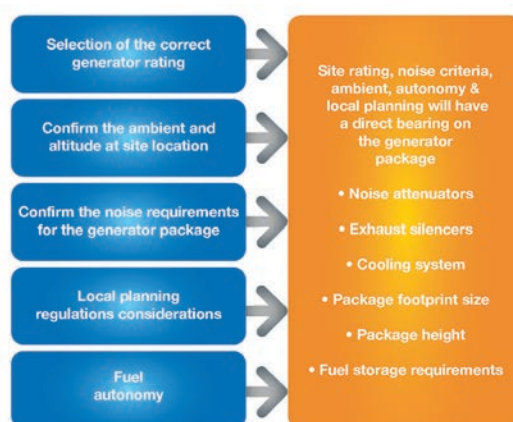 Selection of the correct
generator rating
Confirm the ambient and
altitude at site location
Confirm the noise requirements
for the generator package
Local planning
regulations considerations
Fuel
autonomy
Site rating, noise criteria,
ambient, autonomy &
local planning will have
a direct bearing on
the generator
package
• Noise attenuators
• Exhaust silencers
• Cooling system
• Package footprint size
• Package height
• Fuel storage requirements